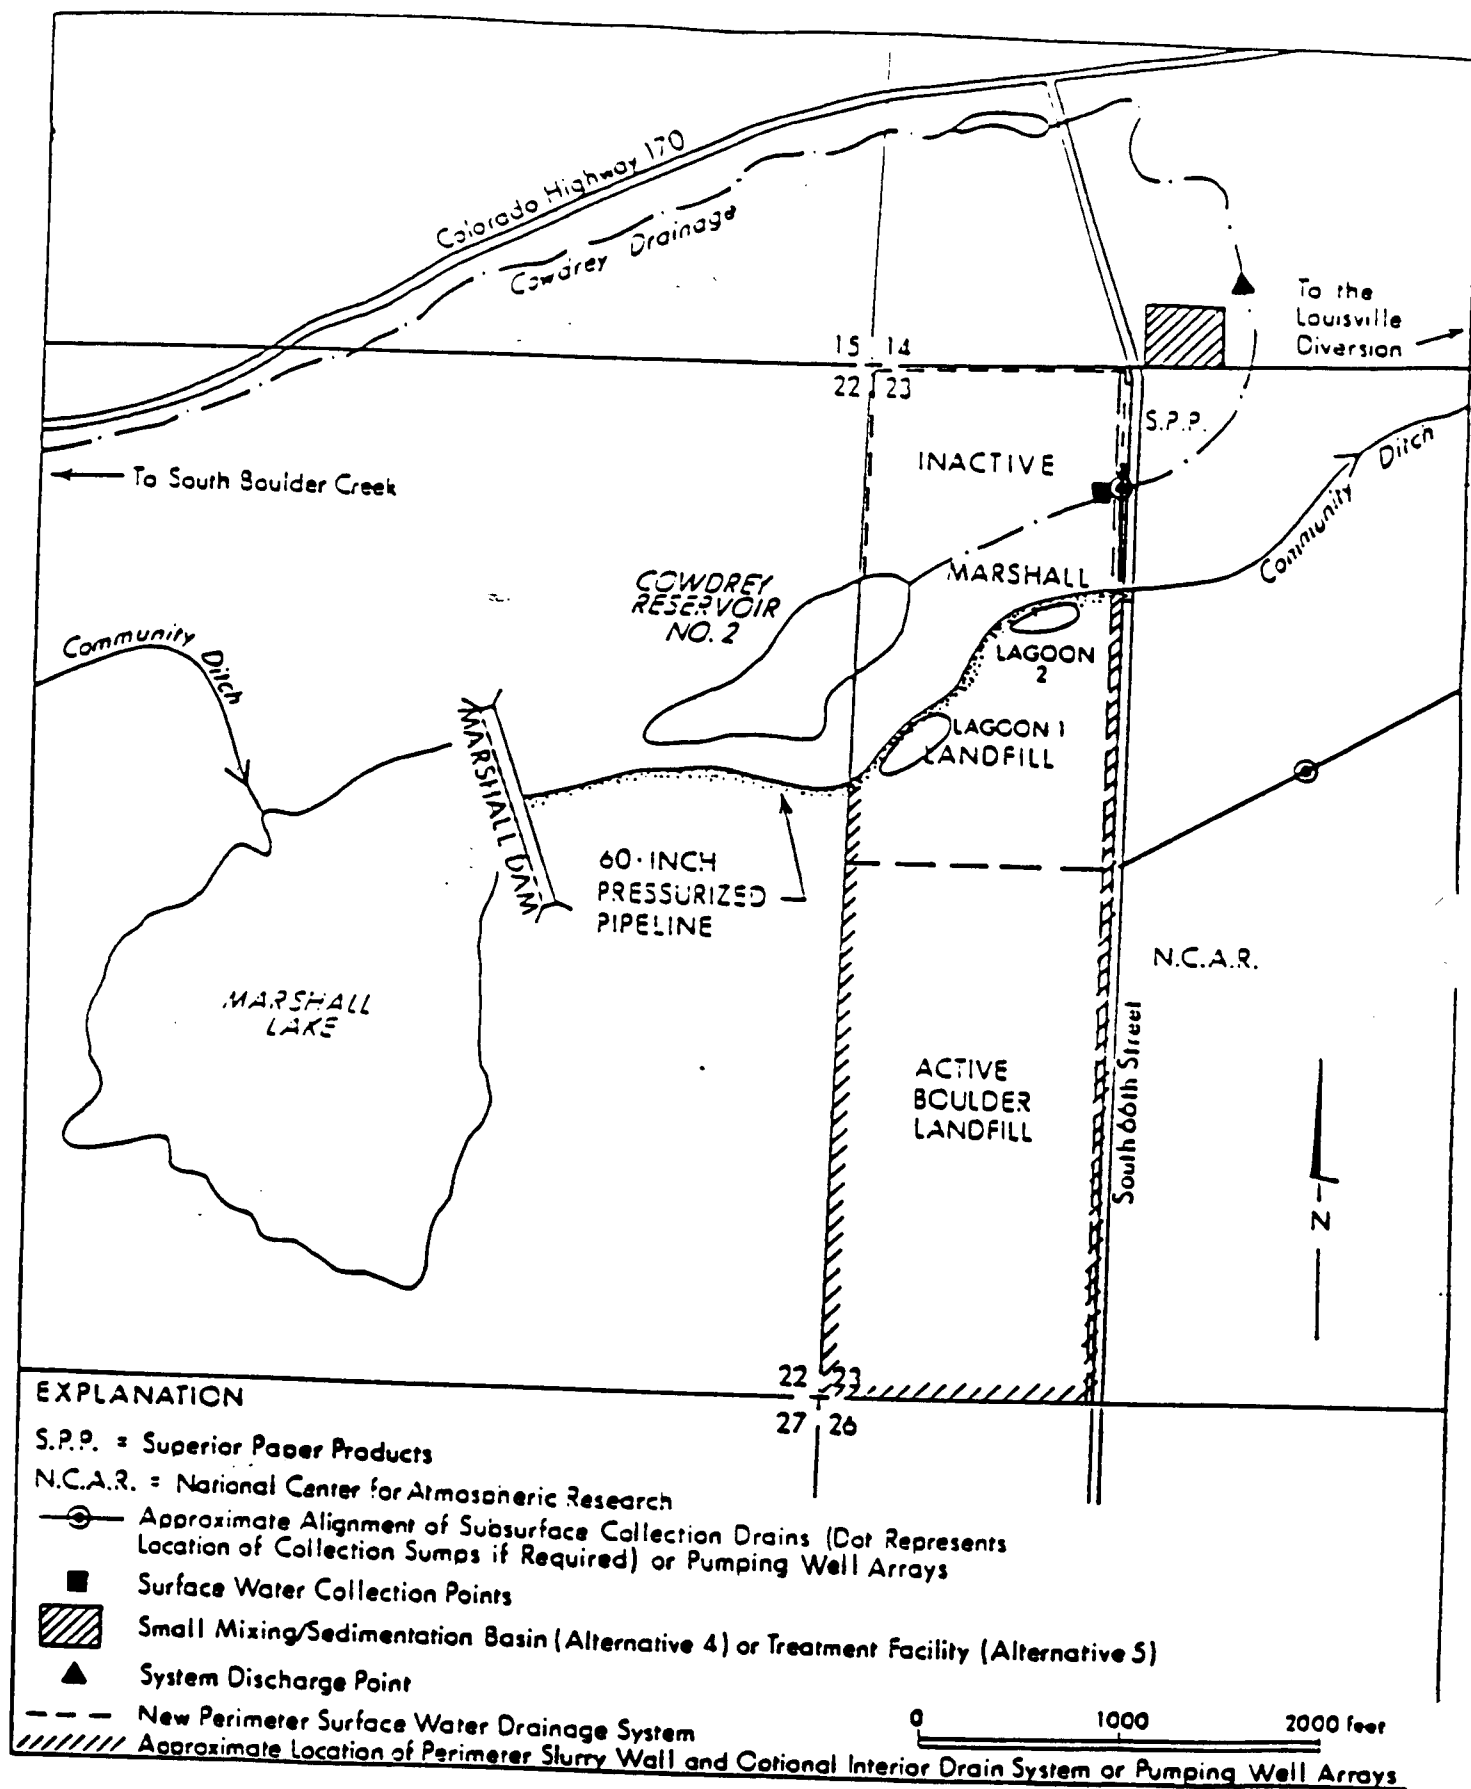 Colorado Highway 170
Cowdrey Drainage
To the
Louisville
Diversion
15 14
22 23
S.P.P.
INACTIVE
To South Boulder Creek
Community Ditch
COWDREY
RESERVOIR
NO. 2
MARSHALL
Community Ditch
LAGOON
2
LAGOON 1
LANDFILL
MARSHALL DAM
60-INCH
PRESSURIZED
PIPELINE
N.C.A.R.
MARSHALL
LAKE
ACTIVE
BOULDER
LANDFILL
South 66th Street
N
22 23
27 26
EXPLANATION
S.P.P. = Superior Paper Products
N.C.A.R. = National Center for Atmospheric Research
Approximate Alignment of Subsurface Collection Drains (Dot Represents
Location of Collection Sumps if Required) or Pumping Well Arrays
Surface Water Collection Points
Small Mixing/Sedimentation Basin (Alternative 4) or Treatment Facility (Alternative 5)
System Discharge Point
New Perimeter Surface Water Drainage System
0 1000 2000 feet
Approximate Location of Perimeter Slurry Wall and Optional Interior Drain System or Pumping Well Arrays